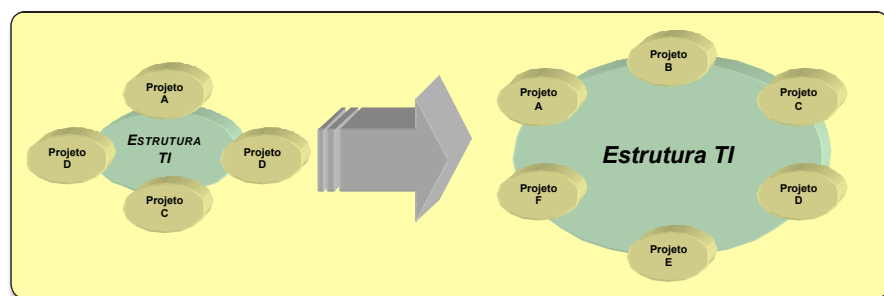 Projeto
A
ESTRUTURA
TI
Projeto
D
Projeto
D
Projeto
C
Projeto
B
Projeto
A
Projeto
C
Estrutura TI
Projeto
F
Projeto
D
Projeto
E